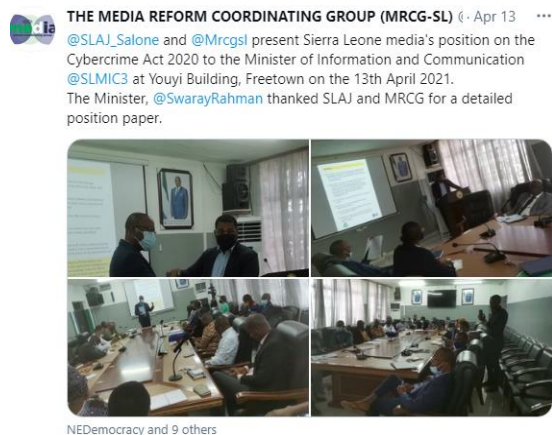 media
THE MEDIA REFORM COORDINATING GROUP (MRCG-SL) · Apr 13 ...
@SLAJ_Salone and @Mrcgsl present Sierra Leone media's position on the
Cybercrime Act 2020 to the Minister of Information and Communication
@SLMIC3 at Youyi Building, Freetown on the 13th April 2021.
The Minister, @SwarayRahman thanked SLAJ and MRCG for a detailed
position paper.
NEDemocracy and 9 others